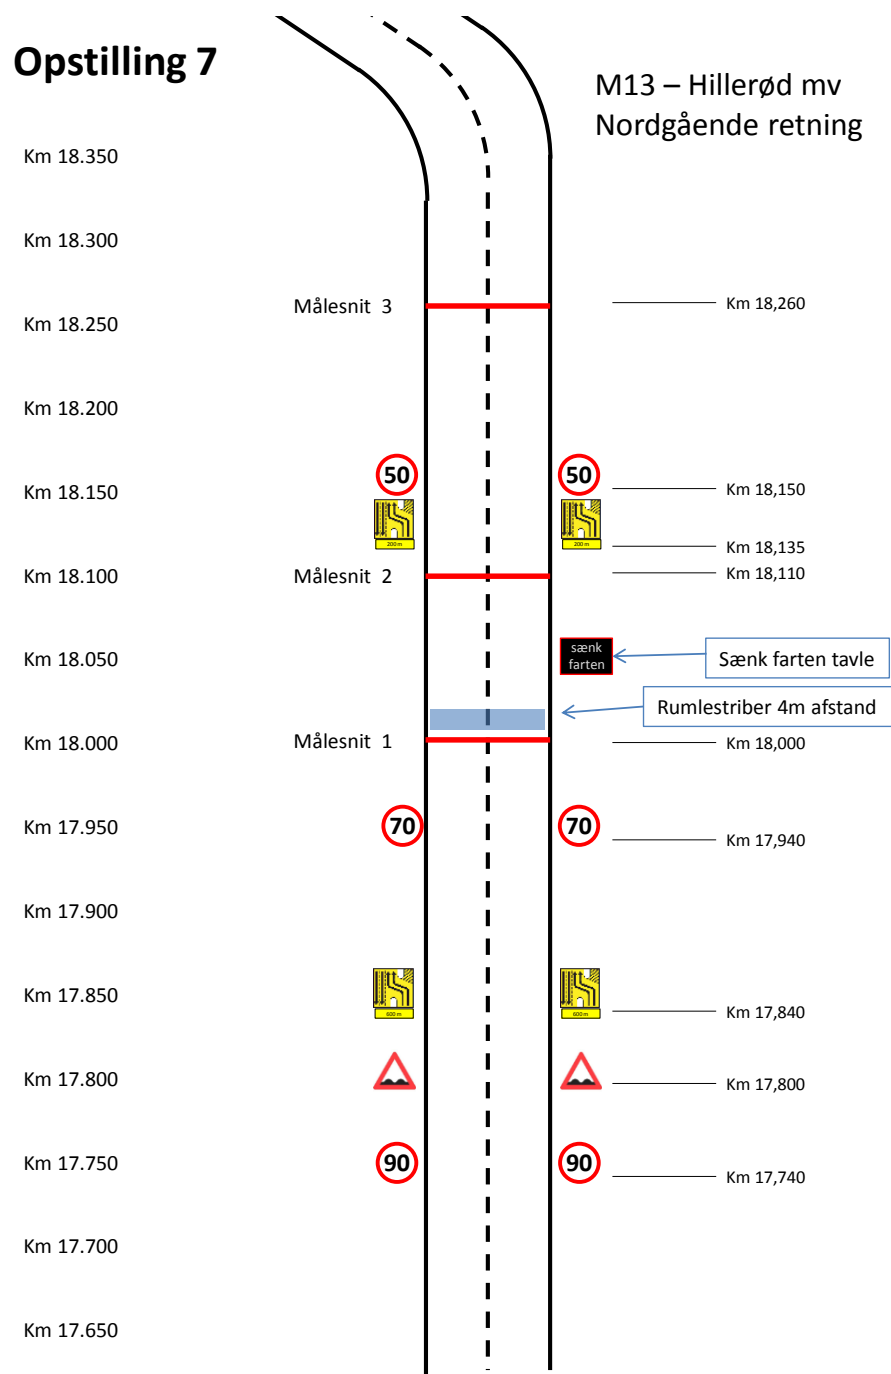 Opstilling 7
M13 – Hillerød mv
Nordgående retning
Km 18.350
Km 18.300
Målesnit 3
Km 18,260
Km 18.250
Km 18.200
50
50
Km 18.150
Km 18,150
200 m
200 m
Km 18,135
Km 18.100
Målesnit 2
Km 18,110
Km 18.050
sænk
farten
Sænk farten tavle
Rumlestriber 4m afstand
Km 18.000
Målesnit 1
Km 18,000
Km 17.950
70
70
Km 17,940
Km 17.900
Km 17.850
600 m
600 m
Km 17,840
Km 17.800
Km 17,800
Km 17.750
90
90
Km 17,740
Km 17.700
Km 17.650